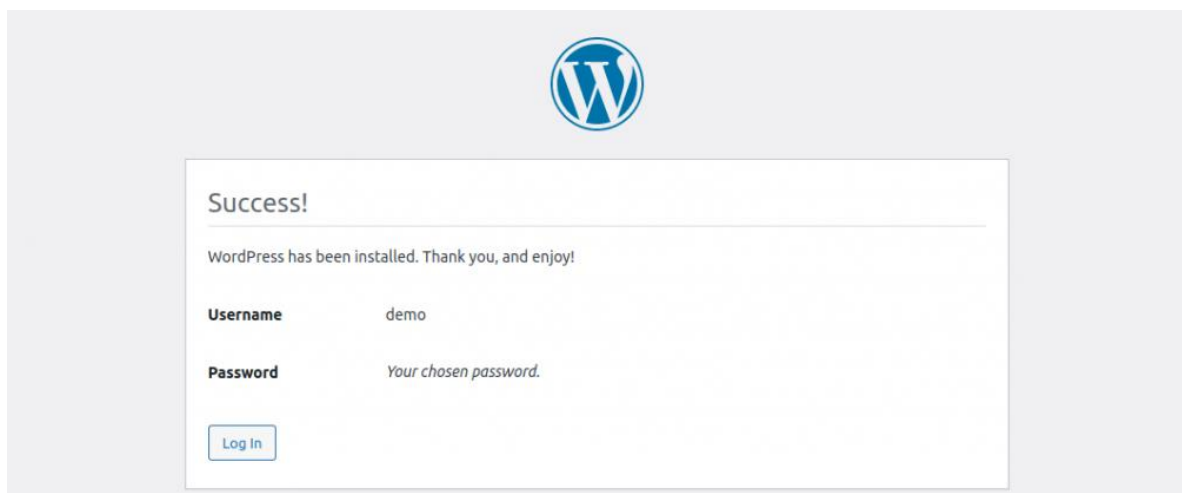 Success!
WordPress has been installed. Thank you, and enjoy!
Username demo
Password Your chosen password.
Log In